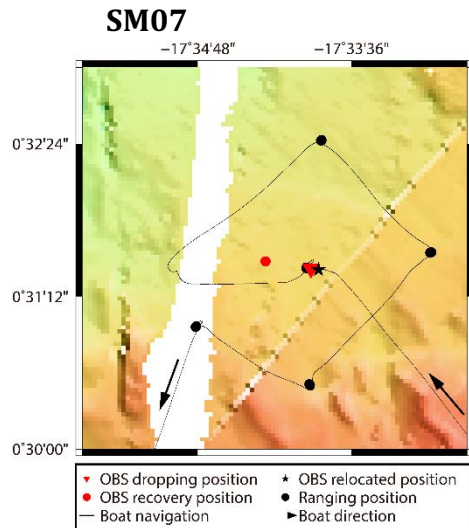 SM07
−17°34′48″ −17°33′36″
0°32′24″
0°31′12″
0°30′00″
OBS dropping position OBS relocated position
OBS recovery position Ranging position
Boat navigation Boat direction